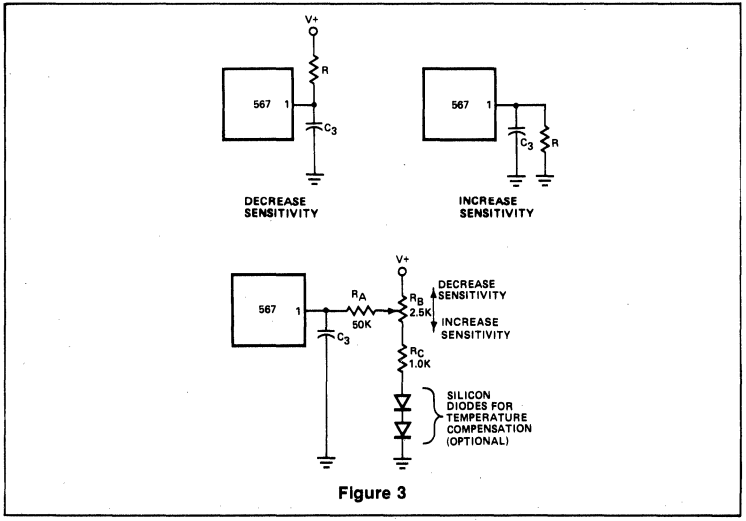 V+
R
567 1
C3
DECREASE
SENSITIVITY
567 1
C3
R
INCREASE
SENSITIVITY
V+
567 1
RA
50K
C3
RB
2.5K
DECREASE
SENSITIVITY
INCREASE
SENSITIVITY
RC
1.0K
SILICON
DIODES FOR
TEMPERATURE
COMPENSATION
(OPTIONAL)
Figure 3